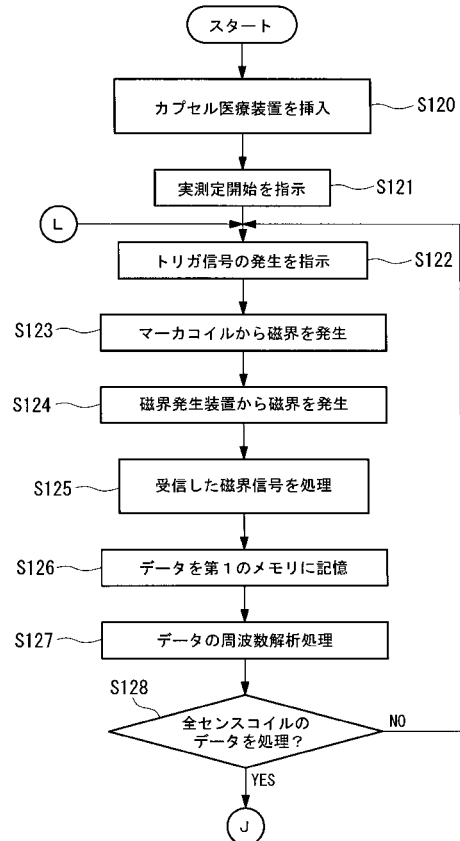 スタート
カプセル医療装置を挿入
S120
実測定開始を指示
S121
L
トリガ信号の発生を指示
S122
S123
マーカコイルから磁界を発生
S124
磁界発生装置から磁界を発生
S125
受信した磁界信号を処理
S126
データを第1のメモリに記憶
S127
データの周波数解析処理
S128
全センスコイルの
データを処理?
NO
YES
J